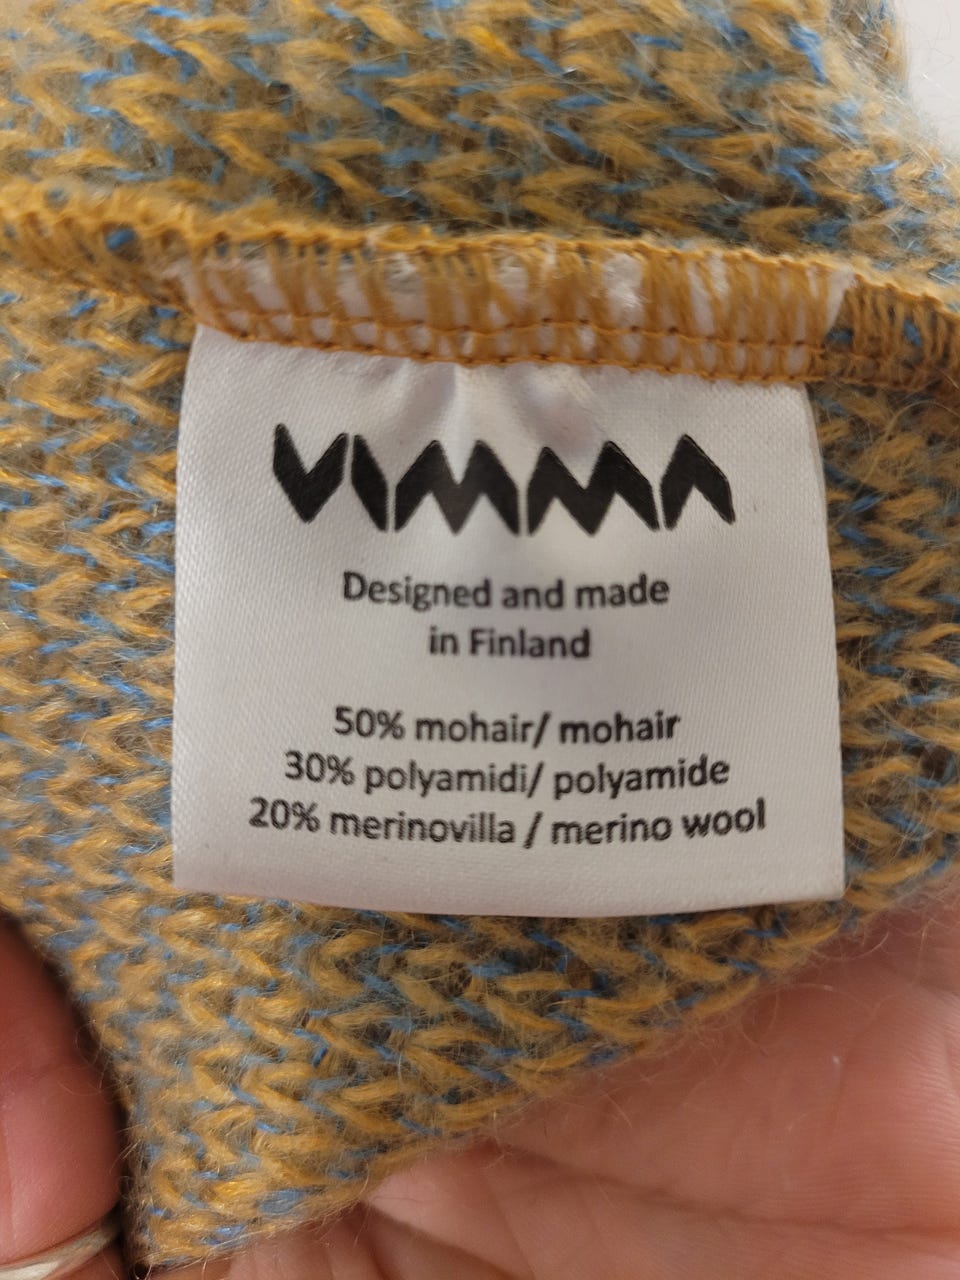 VIMMA
Designed and made
in Finland
50% mohair/ mohair
30% polyamidi/ polyamide
20% merinovilla / merino wool